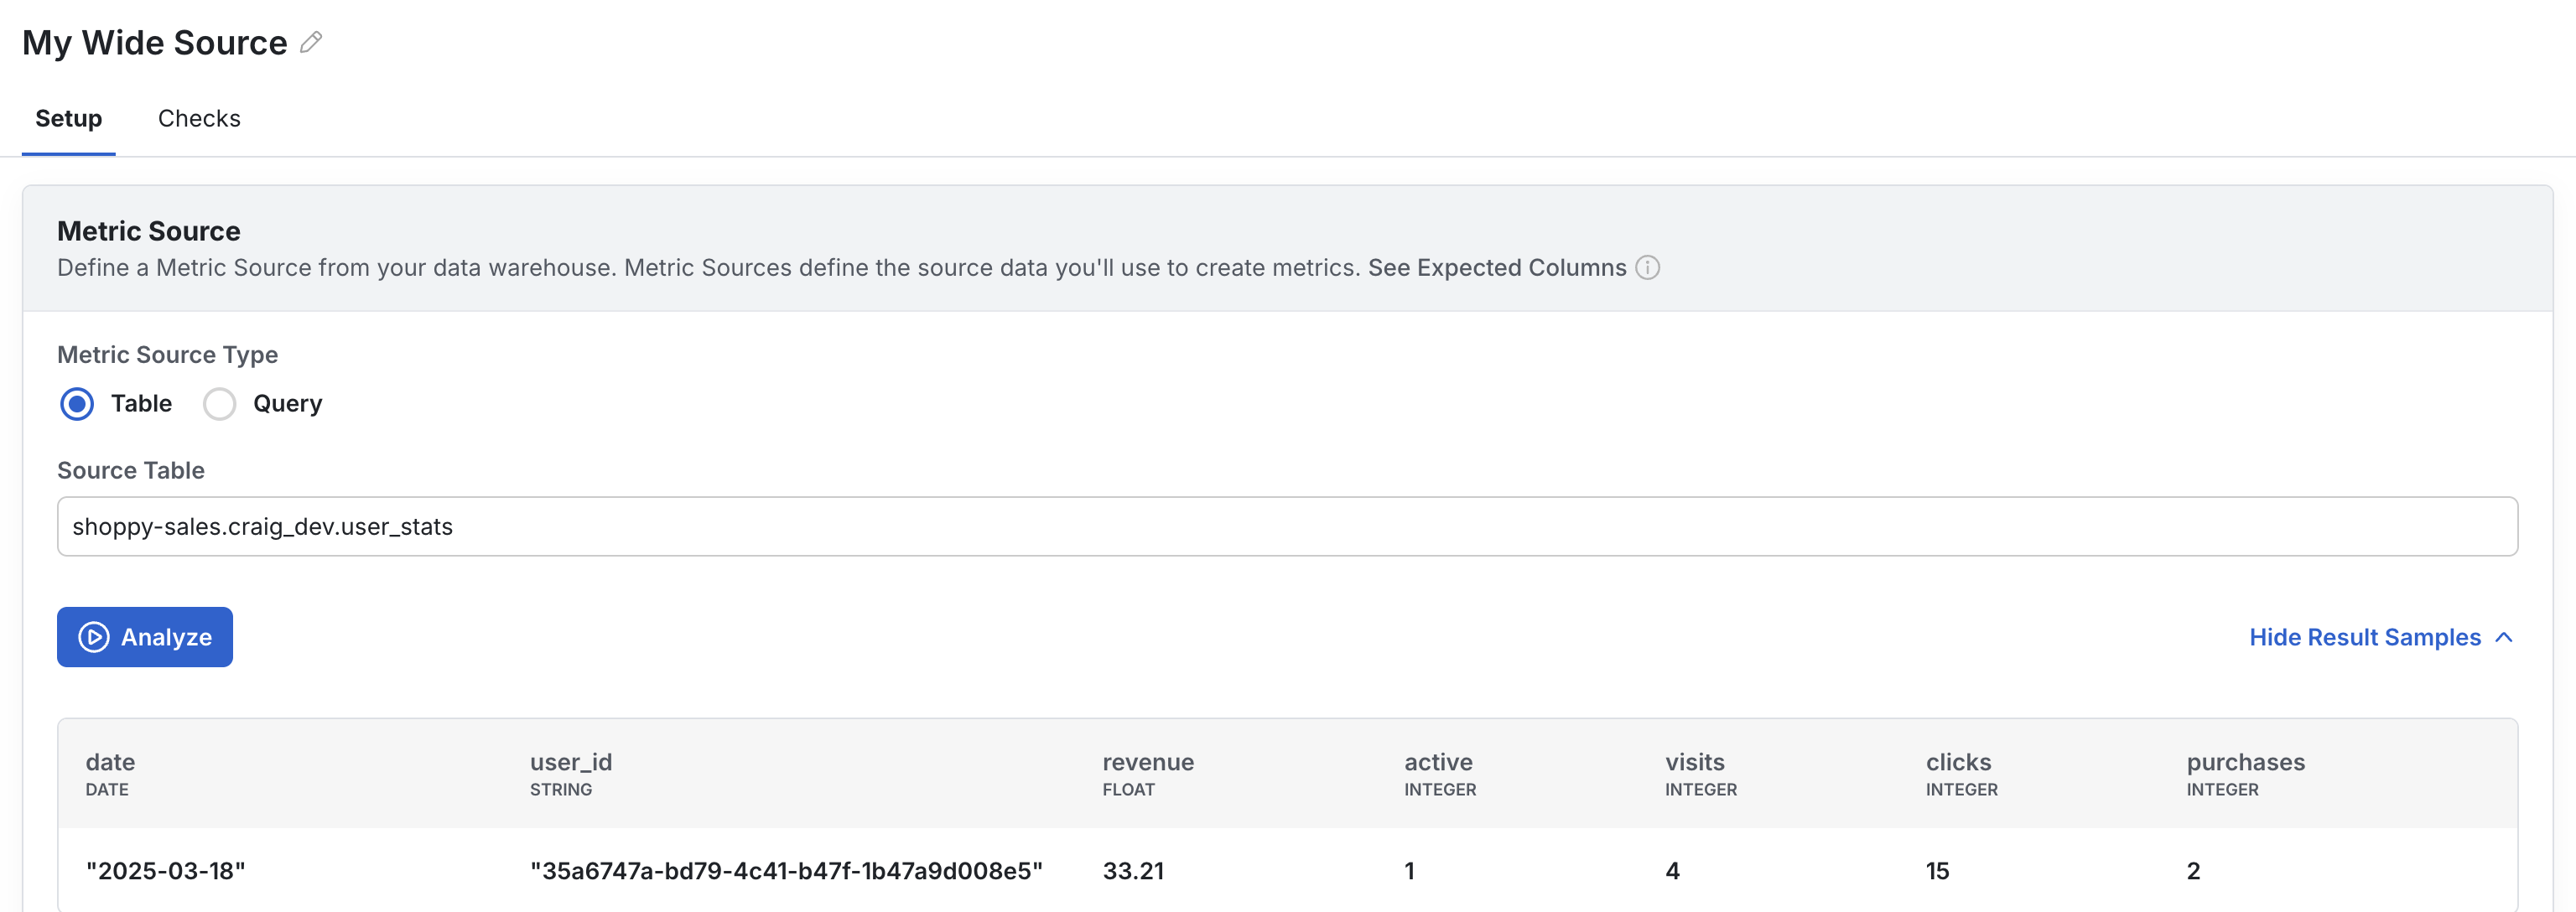 My Wide Source
Setup Checks
Metric Source
Define a Metric Source from your data warehouse. Metric Sources define the source data you'll use to create metrics. See Expected Columns
Metric Source Type
Table Query
Source Table
shoppy-sales.craig_dev.user_stats
Analyze Hide Result Samples
date user_id revenue active visits clicks purchases
DATE STRING FLOAT INTEGER INTEGER INTEGER INTEGER
"2025-03-18" "35a6747a-bd79-4c41-b47f-1b47a9d008e5" 33.21 1 4 15 2